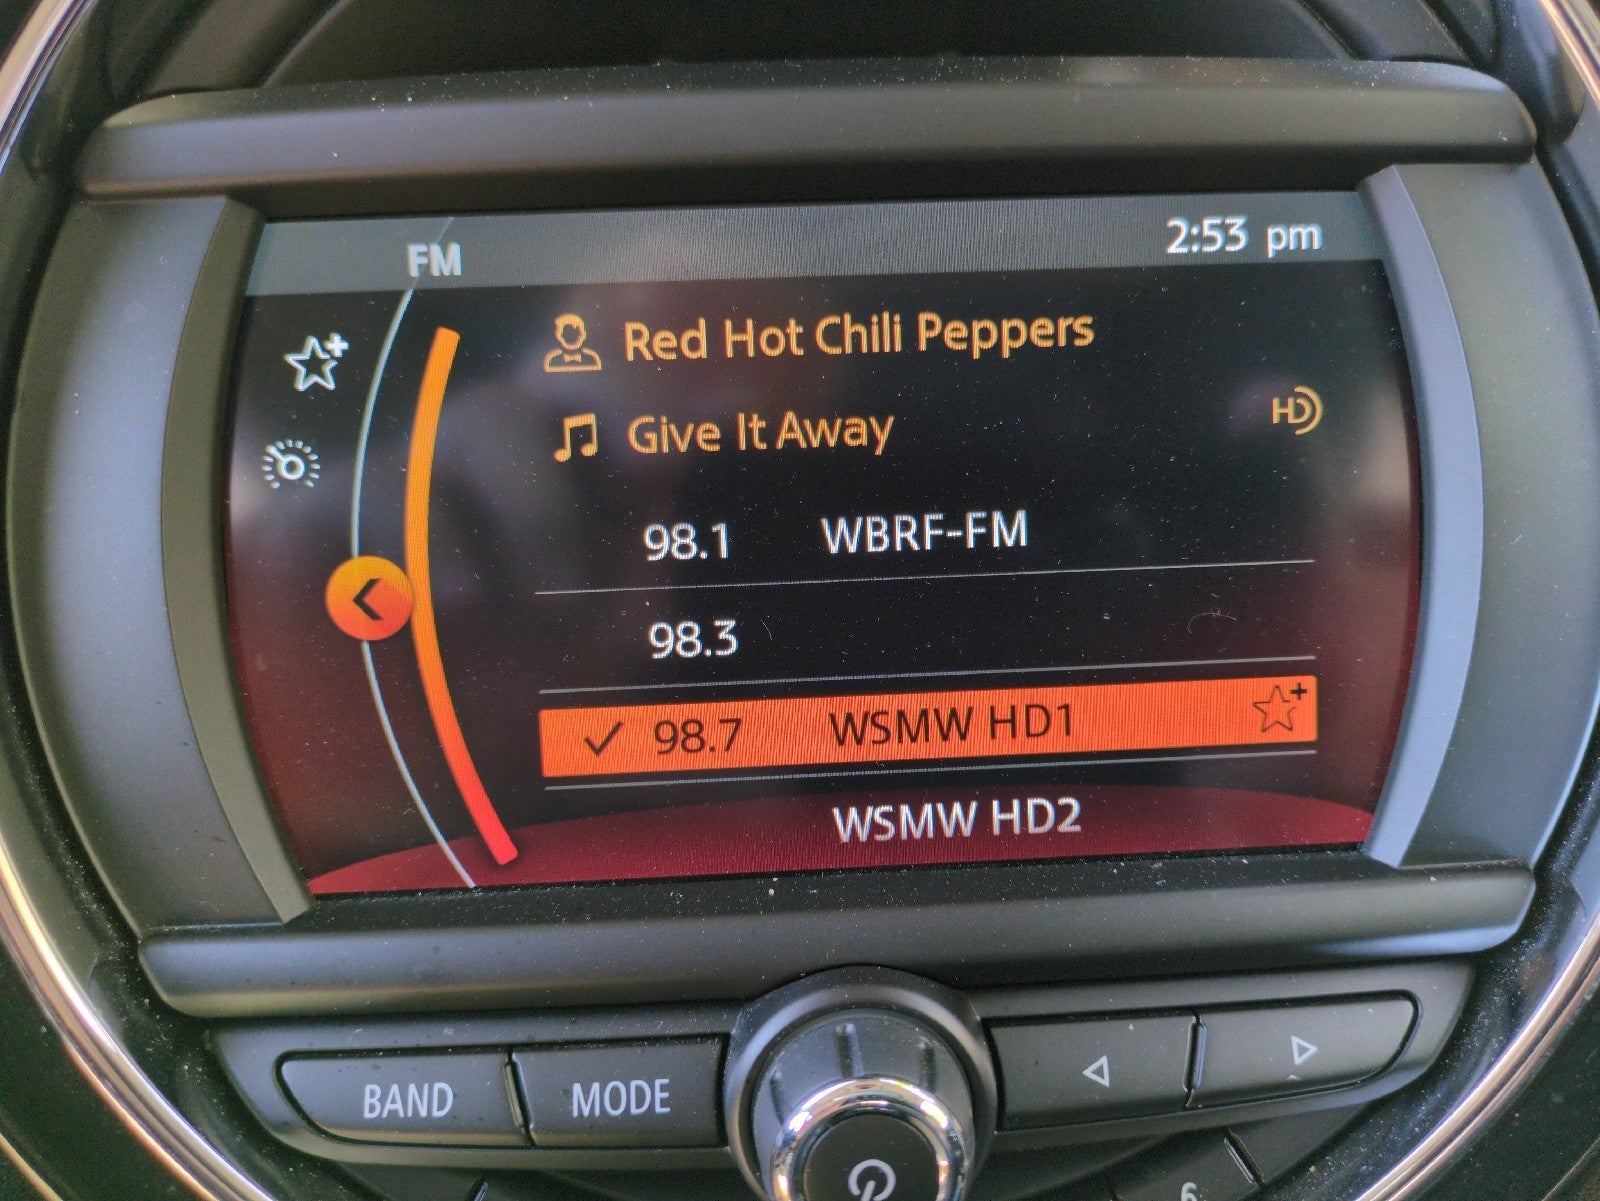 FM 2:53 pm
Red Hot Chili Peppers
Give It Away
HD
98.1 WBRF-FM
98.3
98.7 WSMW HD1
WSMW HD2
BAND MODE
6